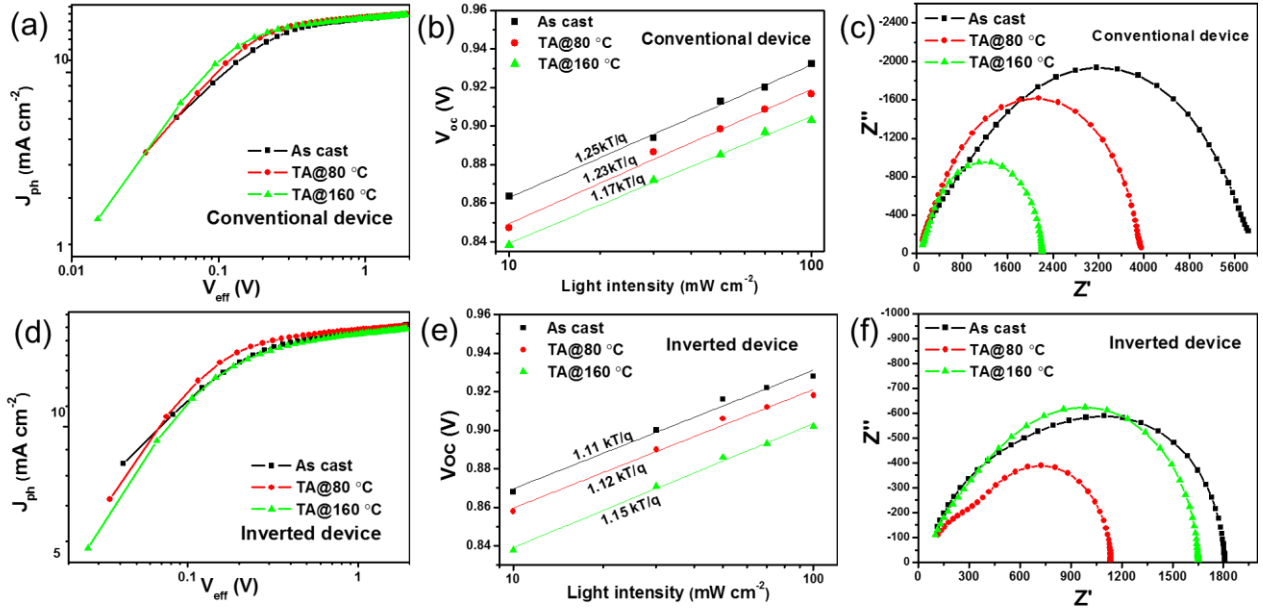 (a)
J_ph (mA cm⁻²)
10
1
As cast
TA@80 °C
TA@160 °C
Conventional device
0.01
0.1
1
V_eff (V)
(b)
V_oc (V)
0.96
0.94
0.92
0.90
0.88
0.86
0.84
As cast
TA@80 °C
TA@160 °C
Conventional device
1.25kT/q
1.23kT/q
1.17kT/q
10
100
Light intensity (mW cm⁻²)
(c)
Z''
-2400
-2000
-1600
-1200
-800
-400
0
As cast
TA@80 °C
TA@160 °C
Conventional device
0 800 1600 2400 3200 4000 4800 5600
Z'
(d)
J_ph (mA cm⁻²)
10
5
As cast
TA@80 °C
TA@160 °C
Inverted device
0.1
1
V_eff (V)
(e)
Voc (V)
0.96
0.94
0.92
0.90
0.88
0.86
0.84
As cast
TA@80 °C
TA@160 °C
Inverted device
1.11 kT/q
1.12 kT/q
1.15 kT/q
10
100
Light intensity (mW cm⁻²)
(f)
Z''
-1000
-900
-800
-700
-600
-500
-400
-300
-200
-100
0
As cast
TA@80 °C
TA@160 °C
Inverted device
0 300 600 900 1200 1500 1800
Z'